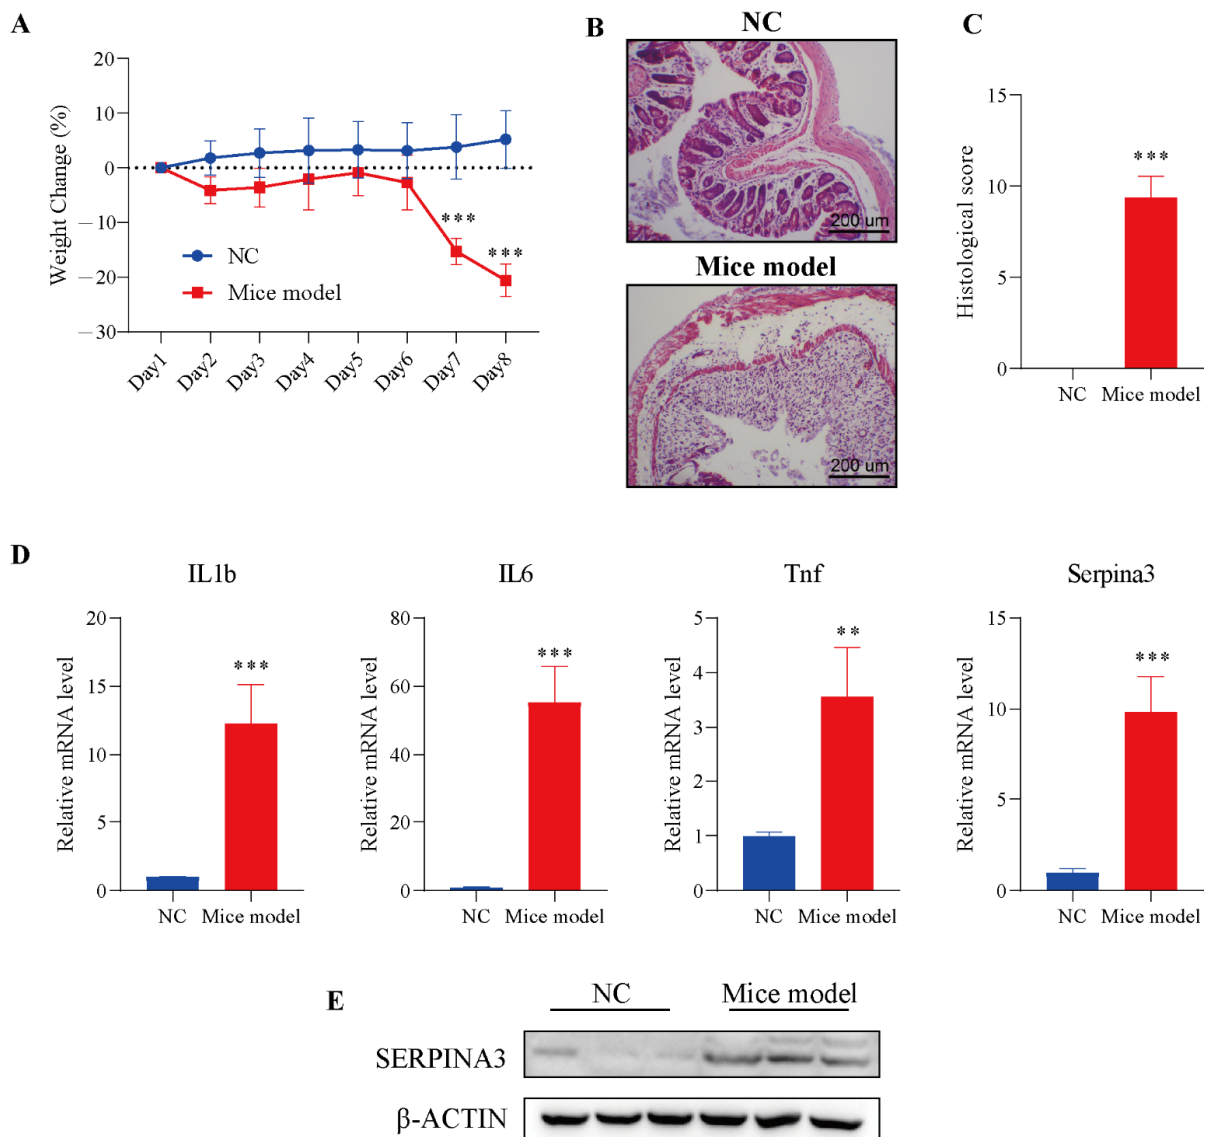 A
20
10
0
−10
−20
−30
Weight Change (%)
NC
Mice model
***
***
Day1
Day2
Day3
Day4
Day5
Day6
Day7
Day8
B
NC
200 um
Mice model
200 um
C
15
10
5
0
Histological score
***
NC
Mice model
D
IL1b
20
15
10
5
0
Relative mRNA level
***
NC
Mice model
IL6
80
60
40
20
0
Relative mRNA level
***
NC
Mice model
Tnf
5
4
3
2
1
0
Relative mRNA level
**
NC
Mice model
Serpina3
15
10
5
0
Relative mRNA level
***
NC
Mice model
E
NC
Mice model
SERPINA3
β-ACTIN